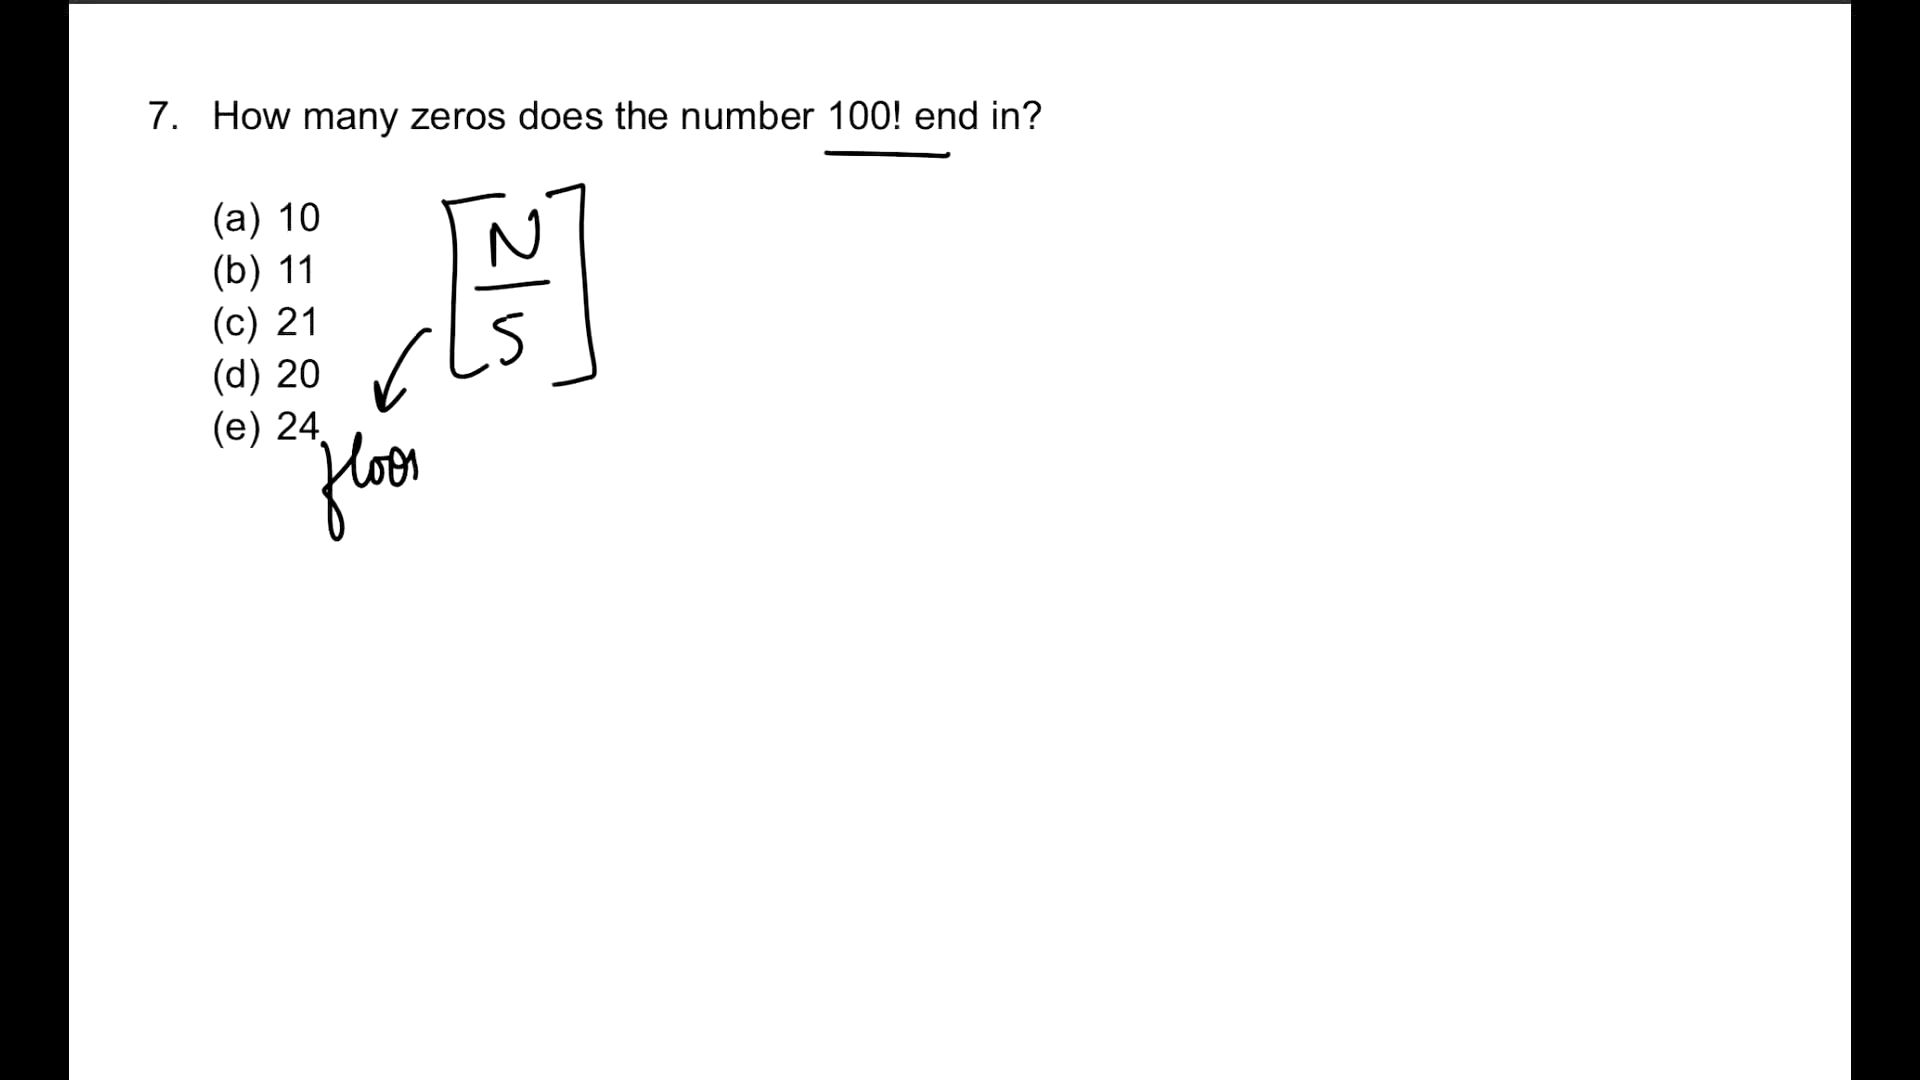 7. How many zeros does the number 100! end in?
(a) 10
(b) 11
(c) 21
(d) 20
(e) 24
[N/5]
floor